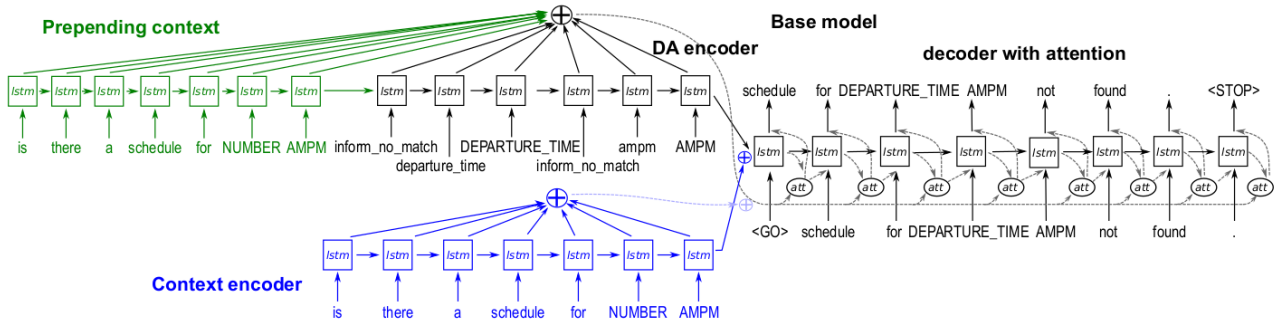 Prepending context
Base model
DA encoder
decoder with attention
lstm lstm lstm lstm lstm lstm lstm lstm lstm lstm lstm lstm lstm
schedule for DEPARTURE_TIME AMPM not found . <STOP>
is there a schedule for NUMBER AMPM
inform_no_match DEPARTURE_TIME ampm AMPM
departure_time inform_no_match
lstm lstm lstm lstm lstm lstm lstm lstm
att att att att att att att att
<GO> schedule for DEPARTURE_TIME AMPM not found .
lstm lstm lstm lstm lstm lstm lstm
Context encoder
is there a schedule for NUMBER AMPM